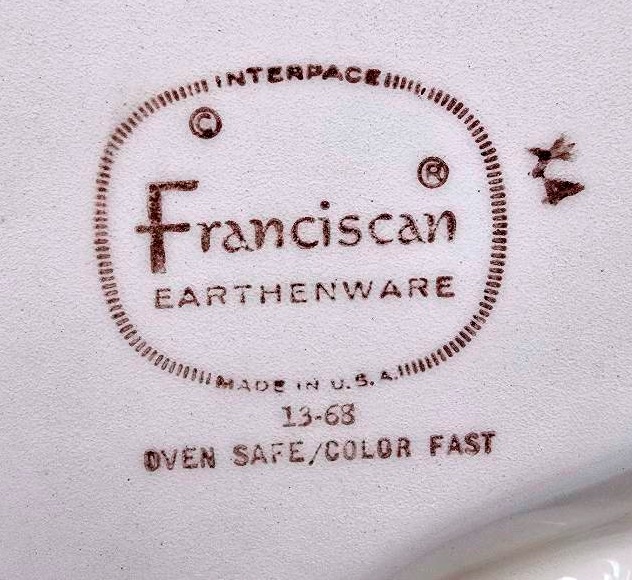 INTERPACE
©
®
Franciscan
EARTHENWARE
MADE IN U.S.A.
13-68
OVEN SAFE/COLOR FAST